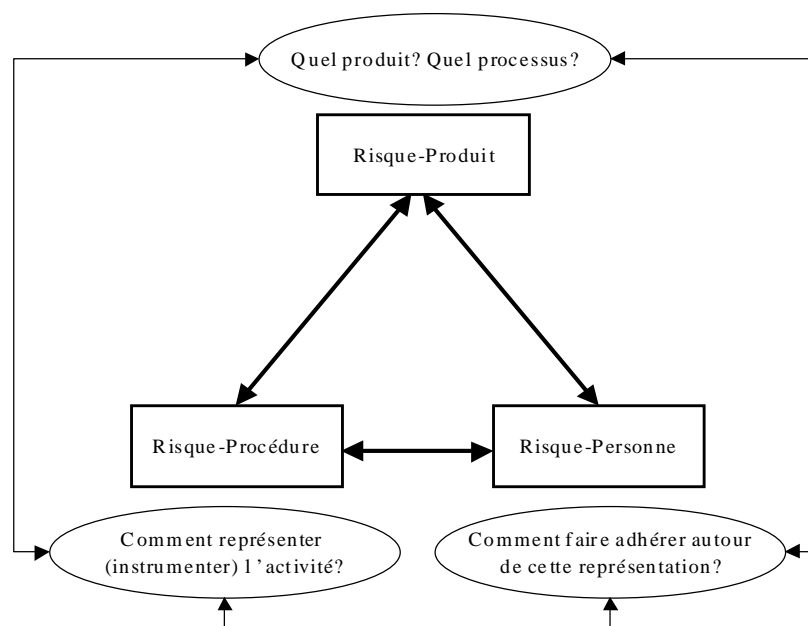 Quel produit? Quel processus?
Risque-Produit
Risque-Procédure
Risque-Personne
Comment représenter
(instrumenter) l'activité?
Comment faire adhérer autour
de cette représentation?